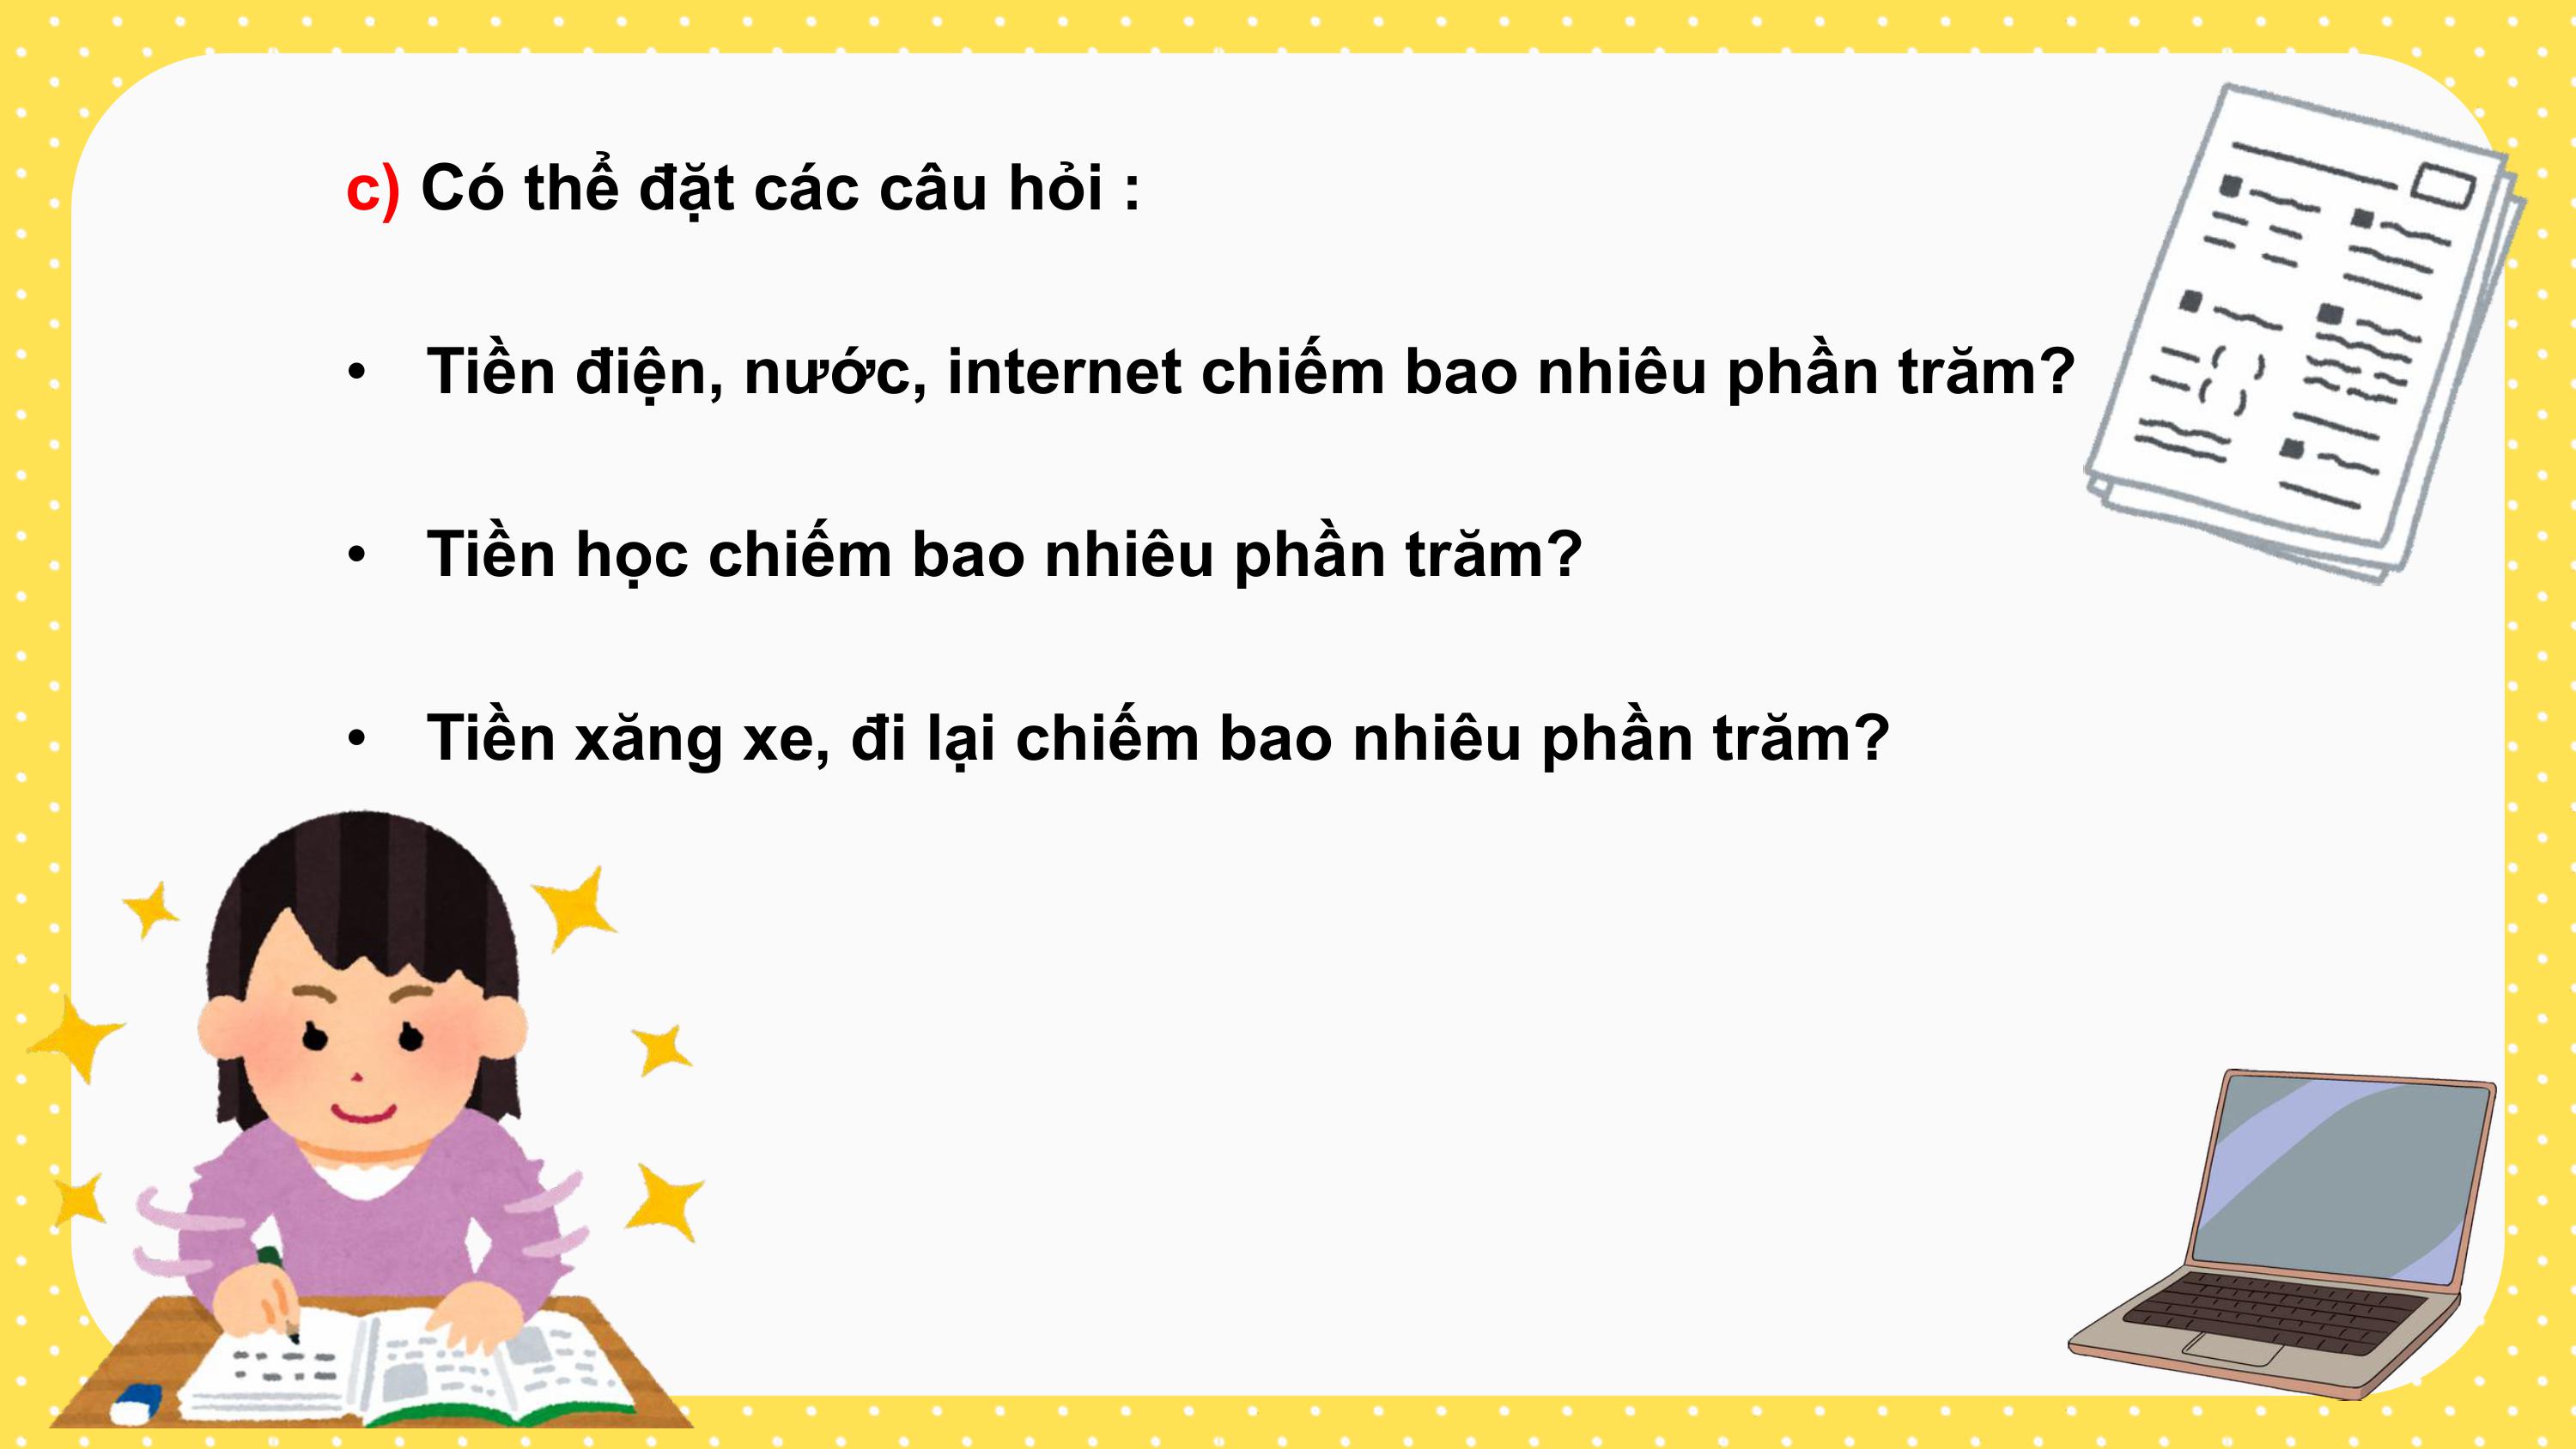 c) Có thể đặt các câu hỏi :
• Tiền điện, nước, internet chiếm bao nhiêu phần trăm?
• Tiền học chiếm bao nhiêu phần trăm?
• Tiền xăng xe, đi lại chiếm bao nhiêu phần trăm?